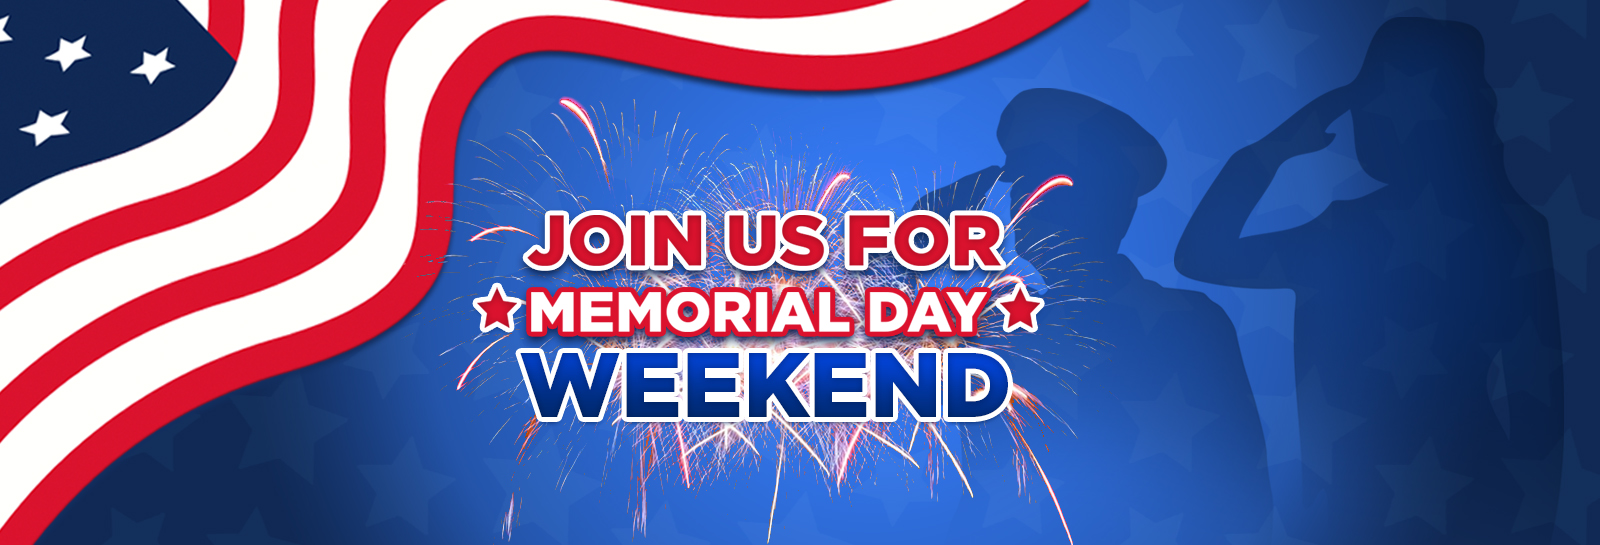 JOIN US FOR
MEMORIAL DAY
WEEKEND